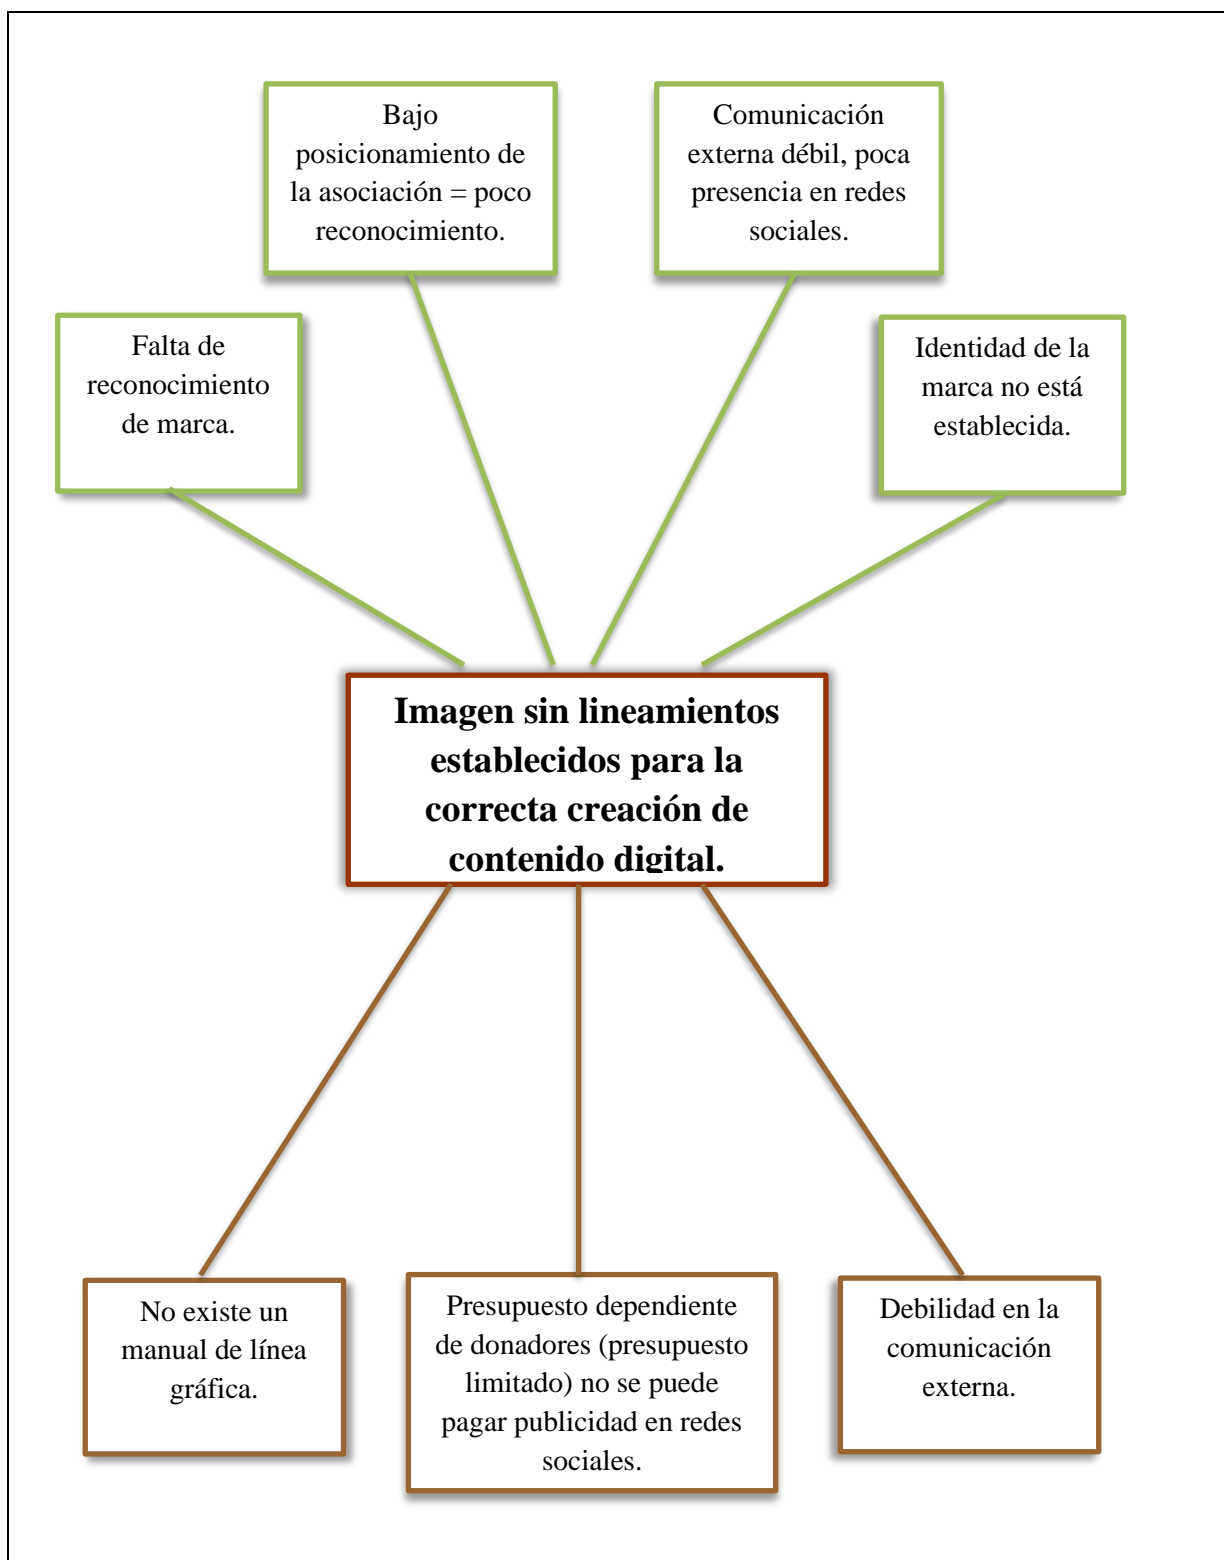 Bajo
posicionamiento de
la asociación = poco
reconocimiento.
Comunicación
externa débil, poca
presencia en redes
sociales.
Falta de
reconocimiento
de marca.
Identidad de la
marca no está
establecida.
Imagen sin lineamientos
establecidos para la
correcta creación de
contenido digital.
No existe un
manual de línea
gráfica.
Presupuesto dependiente
de donadores (presupuesto
limitado) no se puede
pagar publicidad en redes
sociales.
Debilidad en la
comunicación
externa.